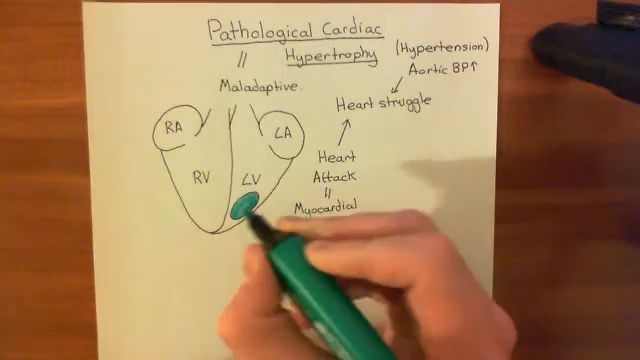 Pathological Cardiac
Hypertrophy
(Hypertension)
Aortic BP↑
||
Maladaptive
Heart struggle
RA
LA
RV
LV
Heart
Attack
||
Myocardial